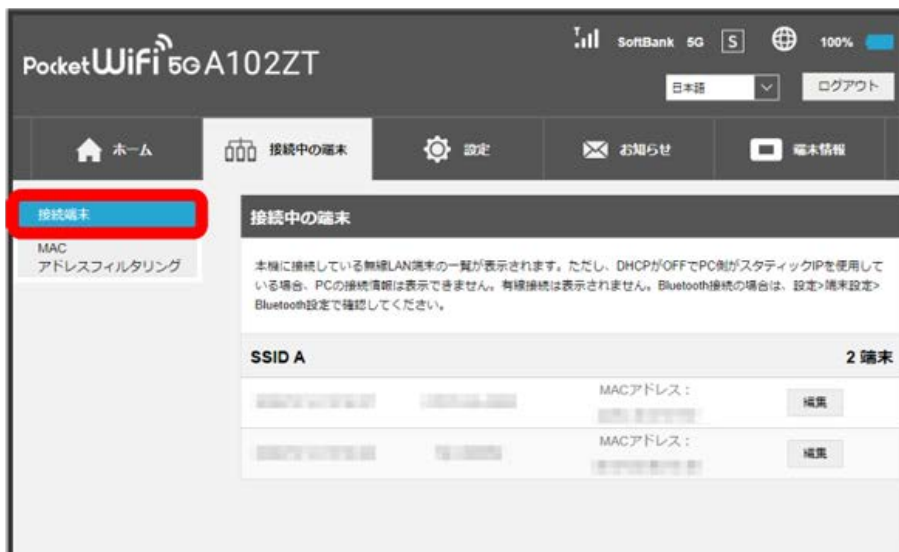 SoftBank 5G S 100%
Pocket WiFi 5G A102ZT
日本語 ログアウト
ホーム 接続中の端末 設定 お知らせ 端末情報
接続端末
MAC
アドレスフィルタリング
接続中の端末
本機に接続している無線LAN端末の一覧が表示されます。ただし、DHCPがOFFでPC側がスタティックIPを使用して
いる場合、PCの接続情報は表示できません。有線接続は表示されません。Bluetooth接続の場合は、設定>端末設定>
Bluetooth設定で確認してください。
SSID A 2 端末
MACアドレス：
編集
MACアドレス：
編集